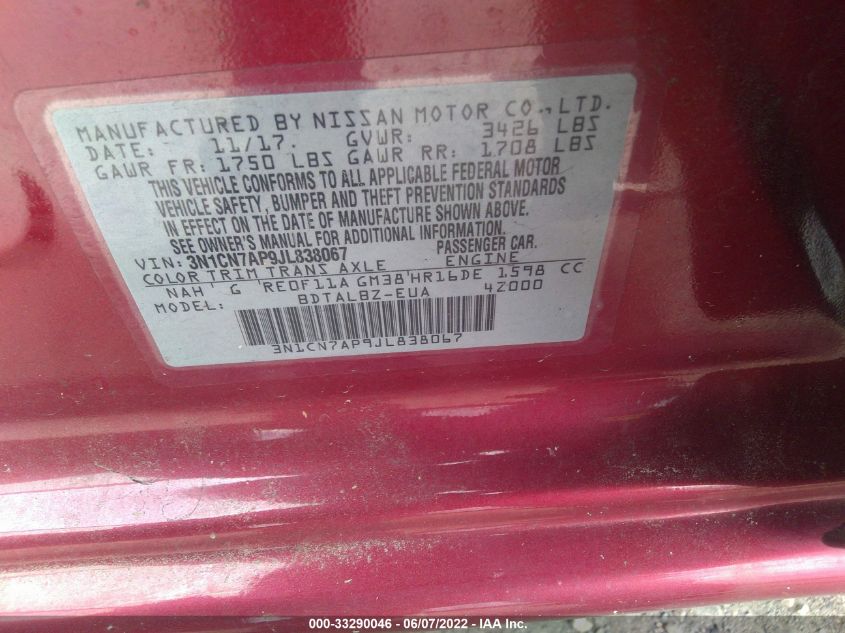 MANUFACTURED BY NISSAN MOTOR CO., LTD.
DATE: 11/17. GVWR: 3426 LBS
GAWR FR: 1750 LBS GAWR RR: 1708 LBS
THIS VEHICLE CONFORMS TO ALL APPLICABLE FEDERAL MOTOR
VEHICLE SAFETY, BUMPER AND THEFT PREVENTION STANDARDS
IN EFFECT ON THE DATE OF MANUFACTURE SHOWN ABOVE.
SEE OWNER'S MANUAL FOR ADDITIONAL INFORMATION.
VIN: 3N1CN7AP9JL838067 PASSENGER CAR.
COLOR TRIM TRANS AXLE ENGINE
NAH G 'RE0F11A GM38'HR16DE 1598 CC
MODEL: BDTALBZ-EUA 4Z000
3N1CN7AP9JL838067
000-33290046 - 06/07/2022 - IAA Inc.